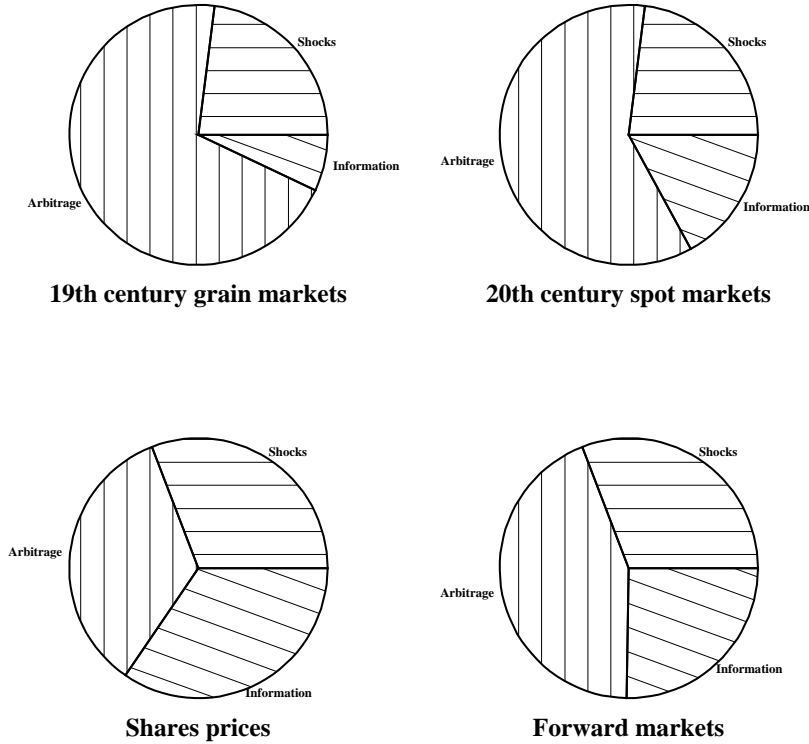 Shocks
Information
Arbitrage
19th century grain markets
Shocks
Arbitrage
Information
20th century spot markets
Shocks
Arbitrage
Information
Shares prices
Shocks
Arbitrage
Information
Forward markets